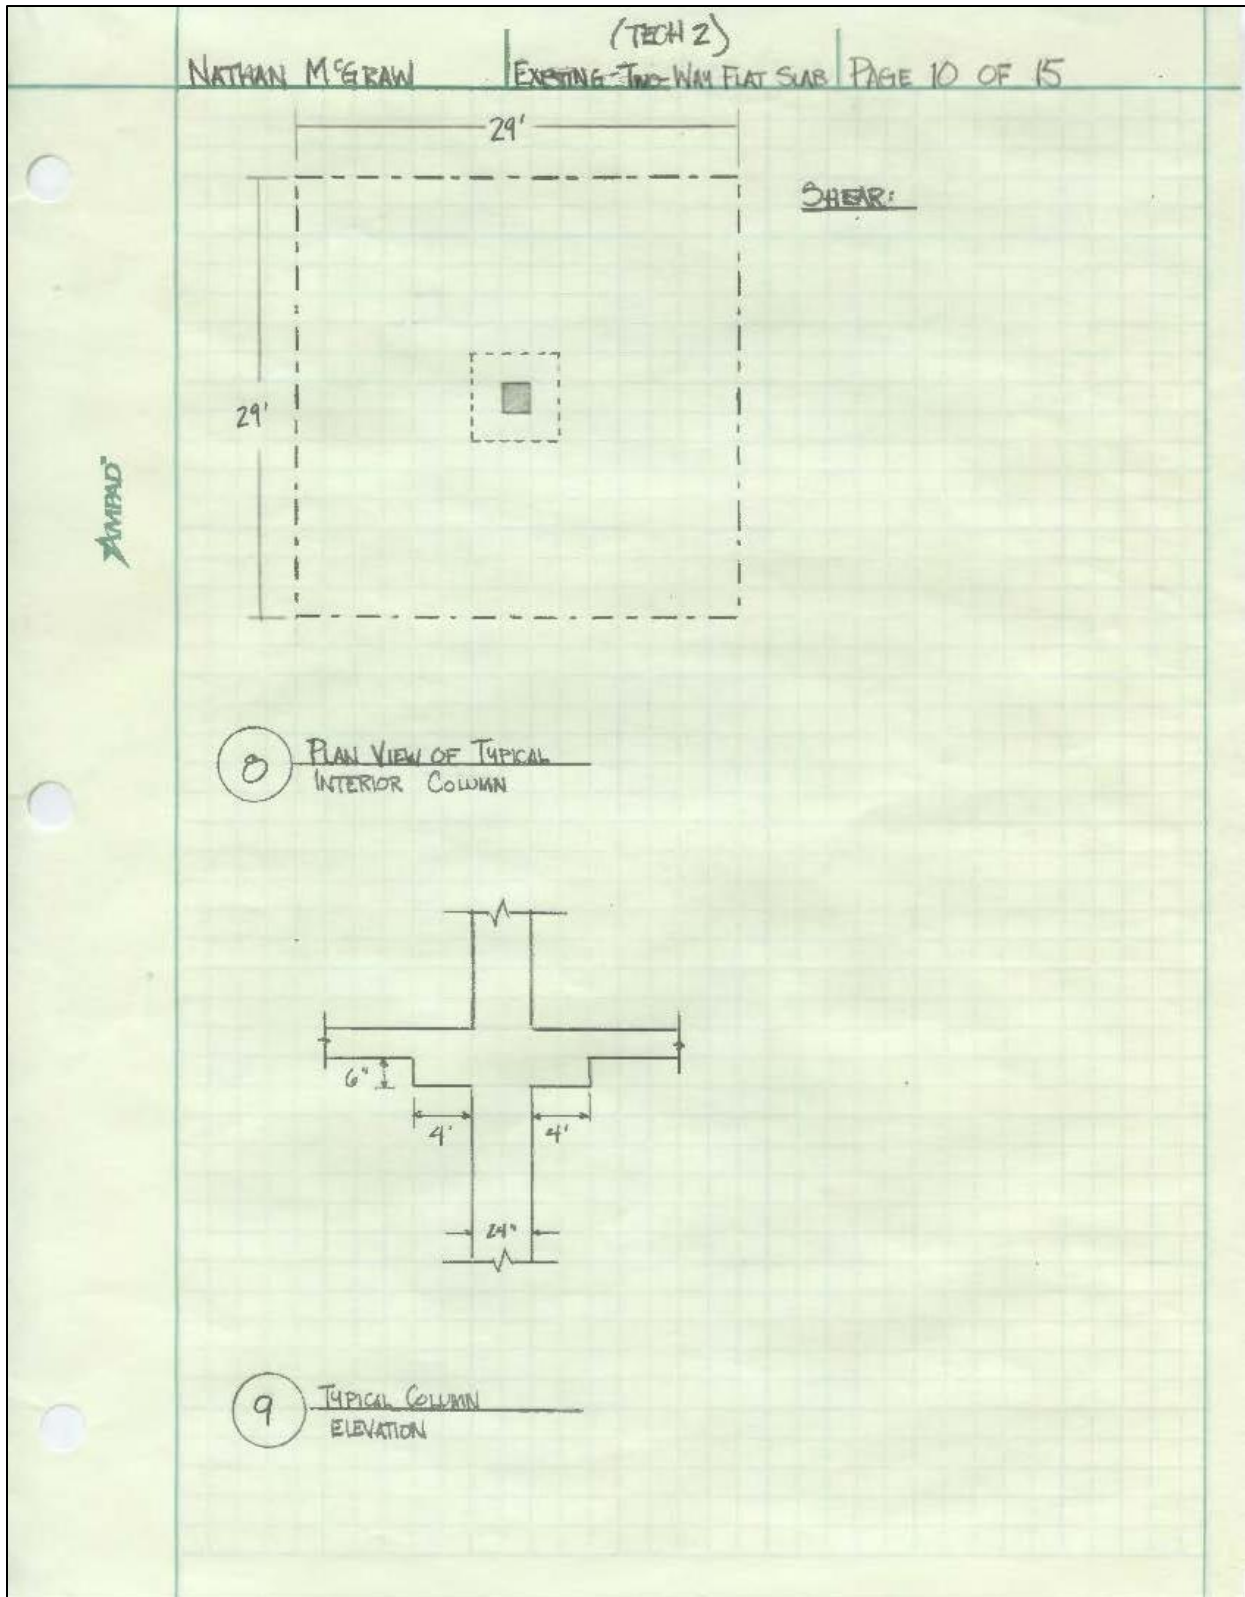 (TECH 2)
NATHAN McGRAW EXISTING-TWO-WAY FLAT SLAB PAGE 10 OF 15
29'
SHEAR:
29'
AMPAD™
8 PLAN VIEW OF TYPICAL
INTERIOR COLUMN
6"
4' 4'
24"
9 TYPICAL COLUMN
ELEVATION